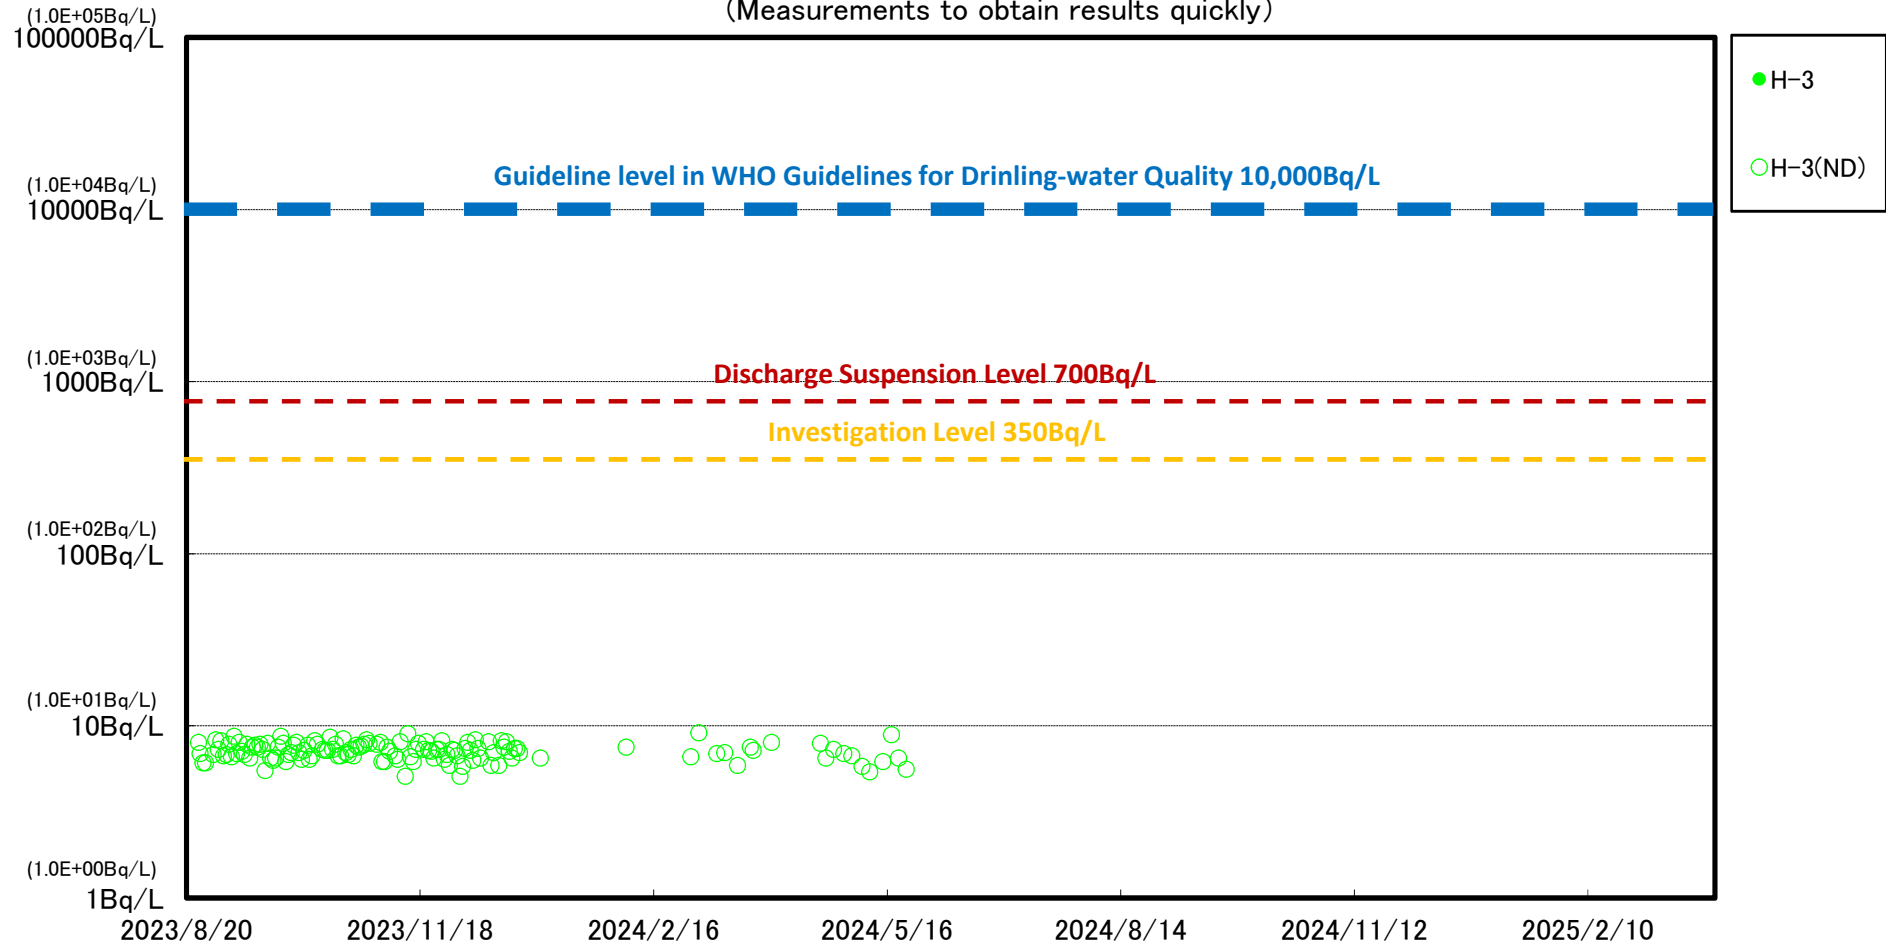 (Measurements to obtain results quickly)
(1.0E+05Bq/L)
100000Bq/L
H-3
H-3(ND)
Guideline level in WHO Guidelines for Drinling-water Quality 10,000Bq/L
(1.0E+04Bq/L)
10000Bq/L
(1.0E+03Bq/L)
1000Bq/L
Discharge Suspension Level 700Bq/L
Investigation Level 350Bq/L
(1.0E+02Bq/L)
100Bq/L
(1.0E+01Bq/L)
10Bq/L
(1.0E+00Bq/L)
1Bq/L
2023/8/20 2023/11/18 2024/2/16 2024/5/16 2024/8/14 2024/11/12 2025/2/10